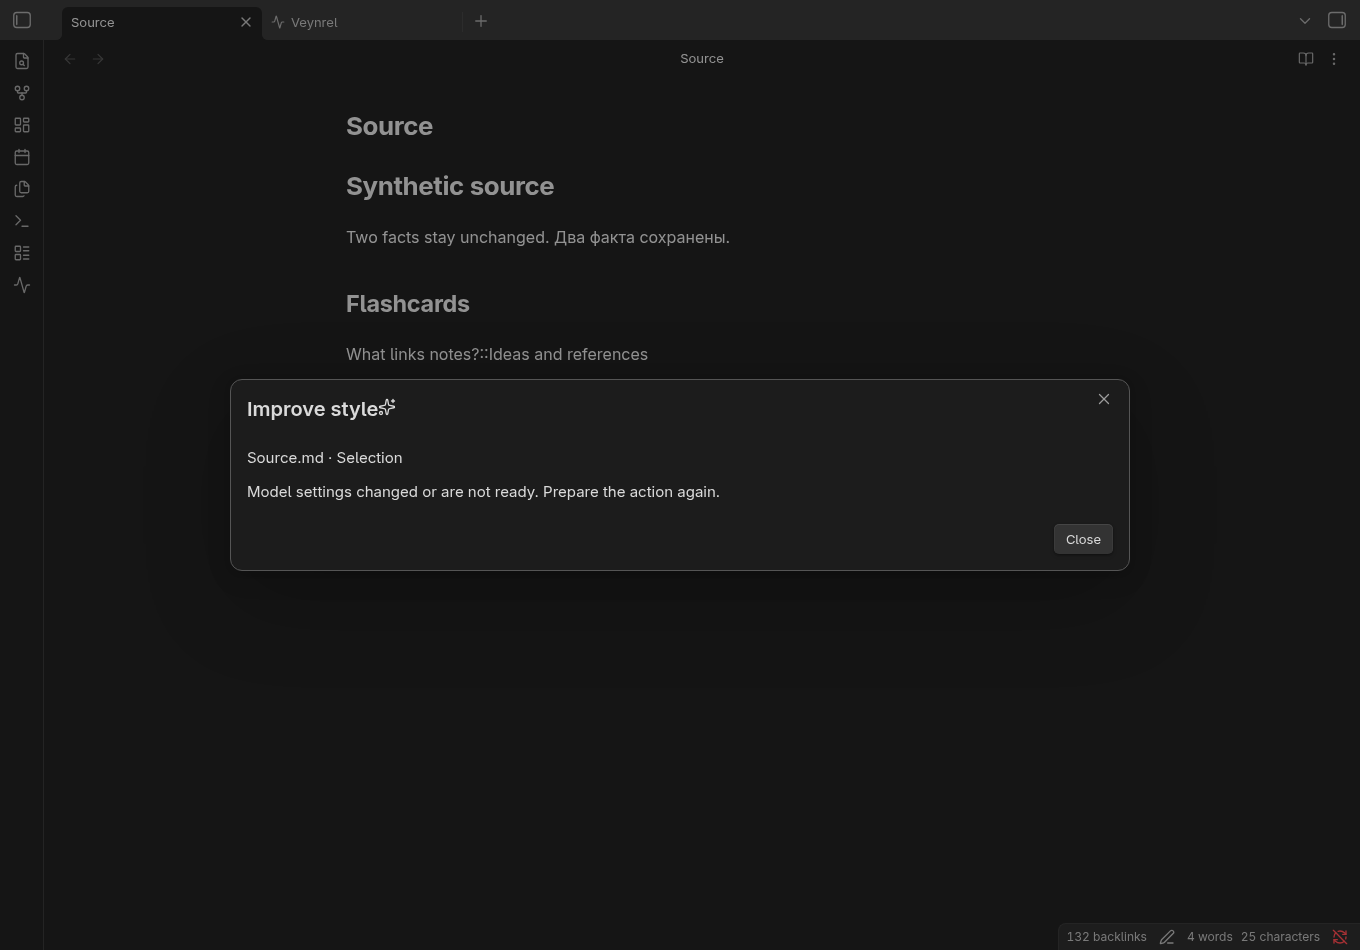 Source
Veynrel
Source
Source
Synthetic source
Two facts stay unchanged. Два факта сохранены.
Flashcards
What links notes?::Ideas and references
Improve style
Source.md · Selection
Model settings changed or are not ready. Prepare the action again.
Close
132 backlinks 4 words 25 characters